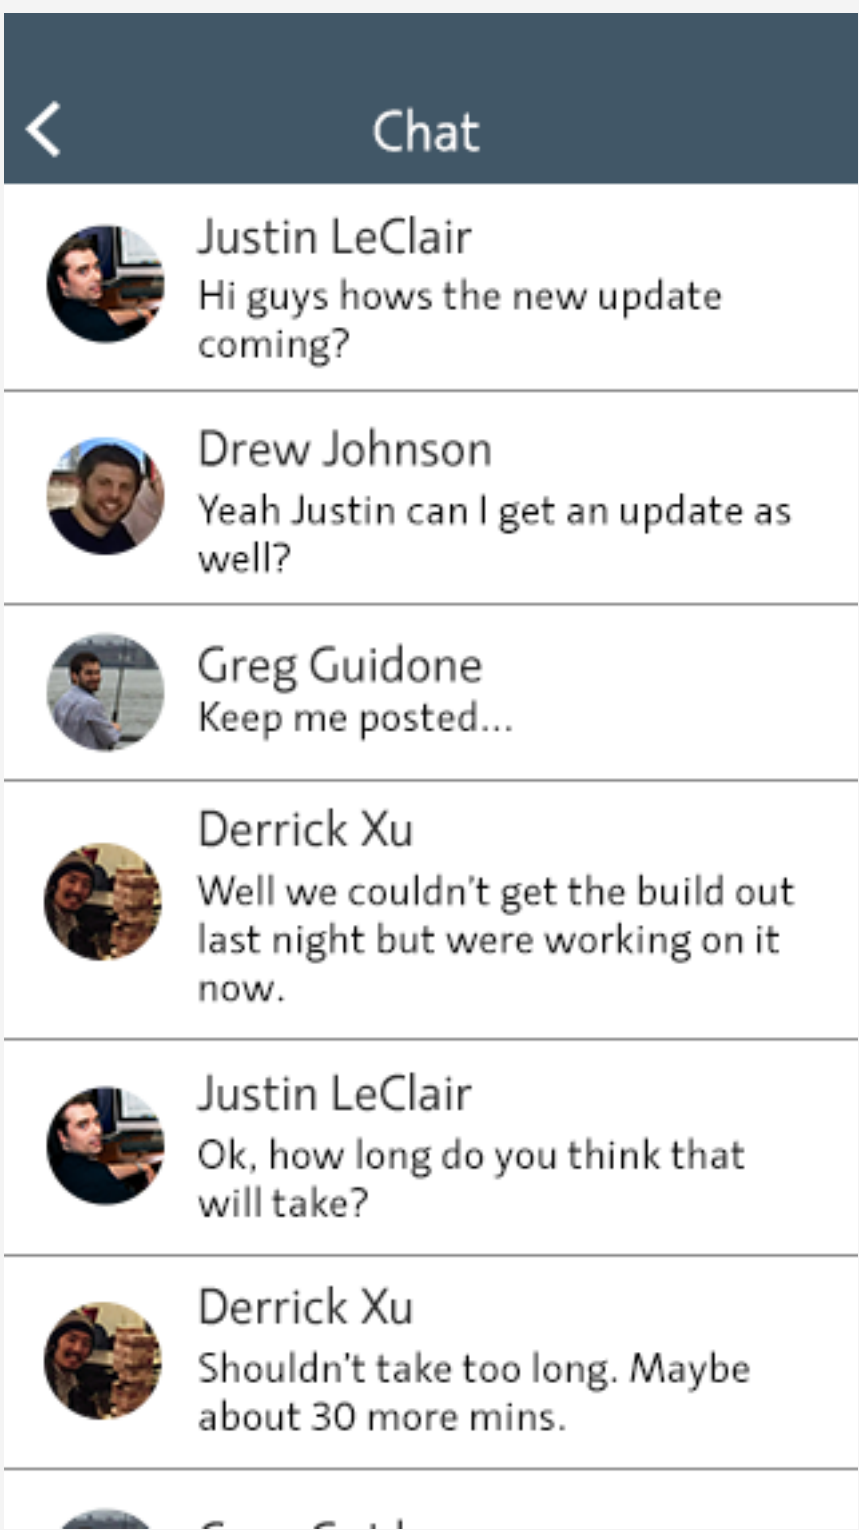 Chat
Justin LeClair
Hi guys hows the new update
coming?
Drew Johnson
Yeah Justin can I get an update as
well?
Greg Guidone
Keep me posted...
Derrick Xu
Well we couldn't get the build out
last night but were working on it
now.
Justin LeClair
Ok, how long do you think that
will take?
Derrick Xu
Shouldn't take too long. Maybe
about 30 more mins.